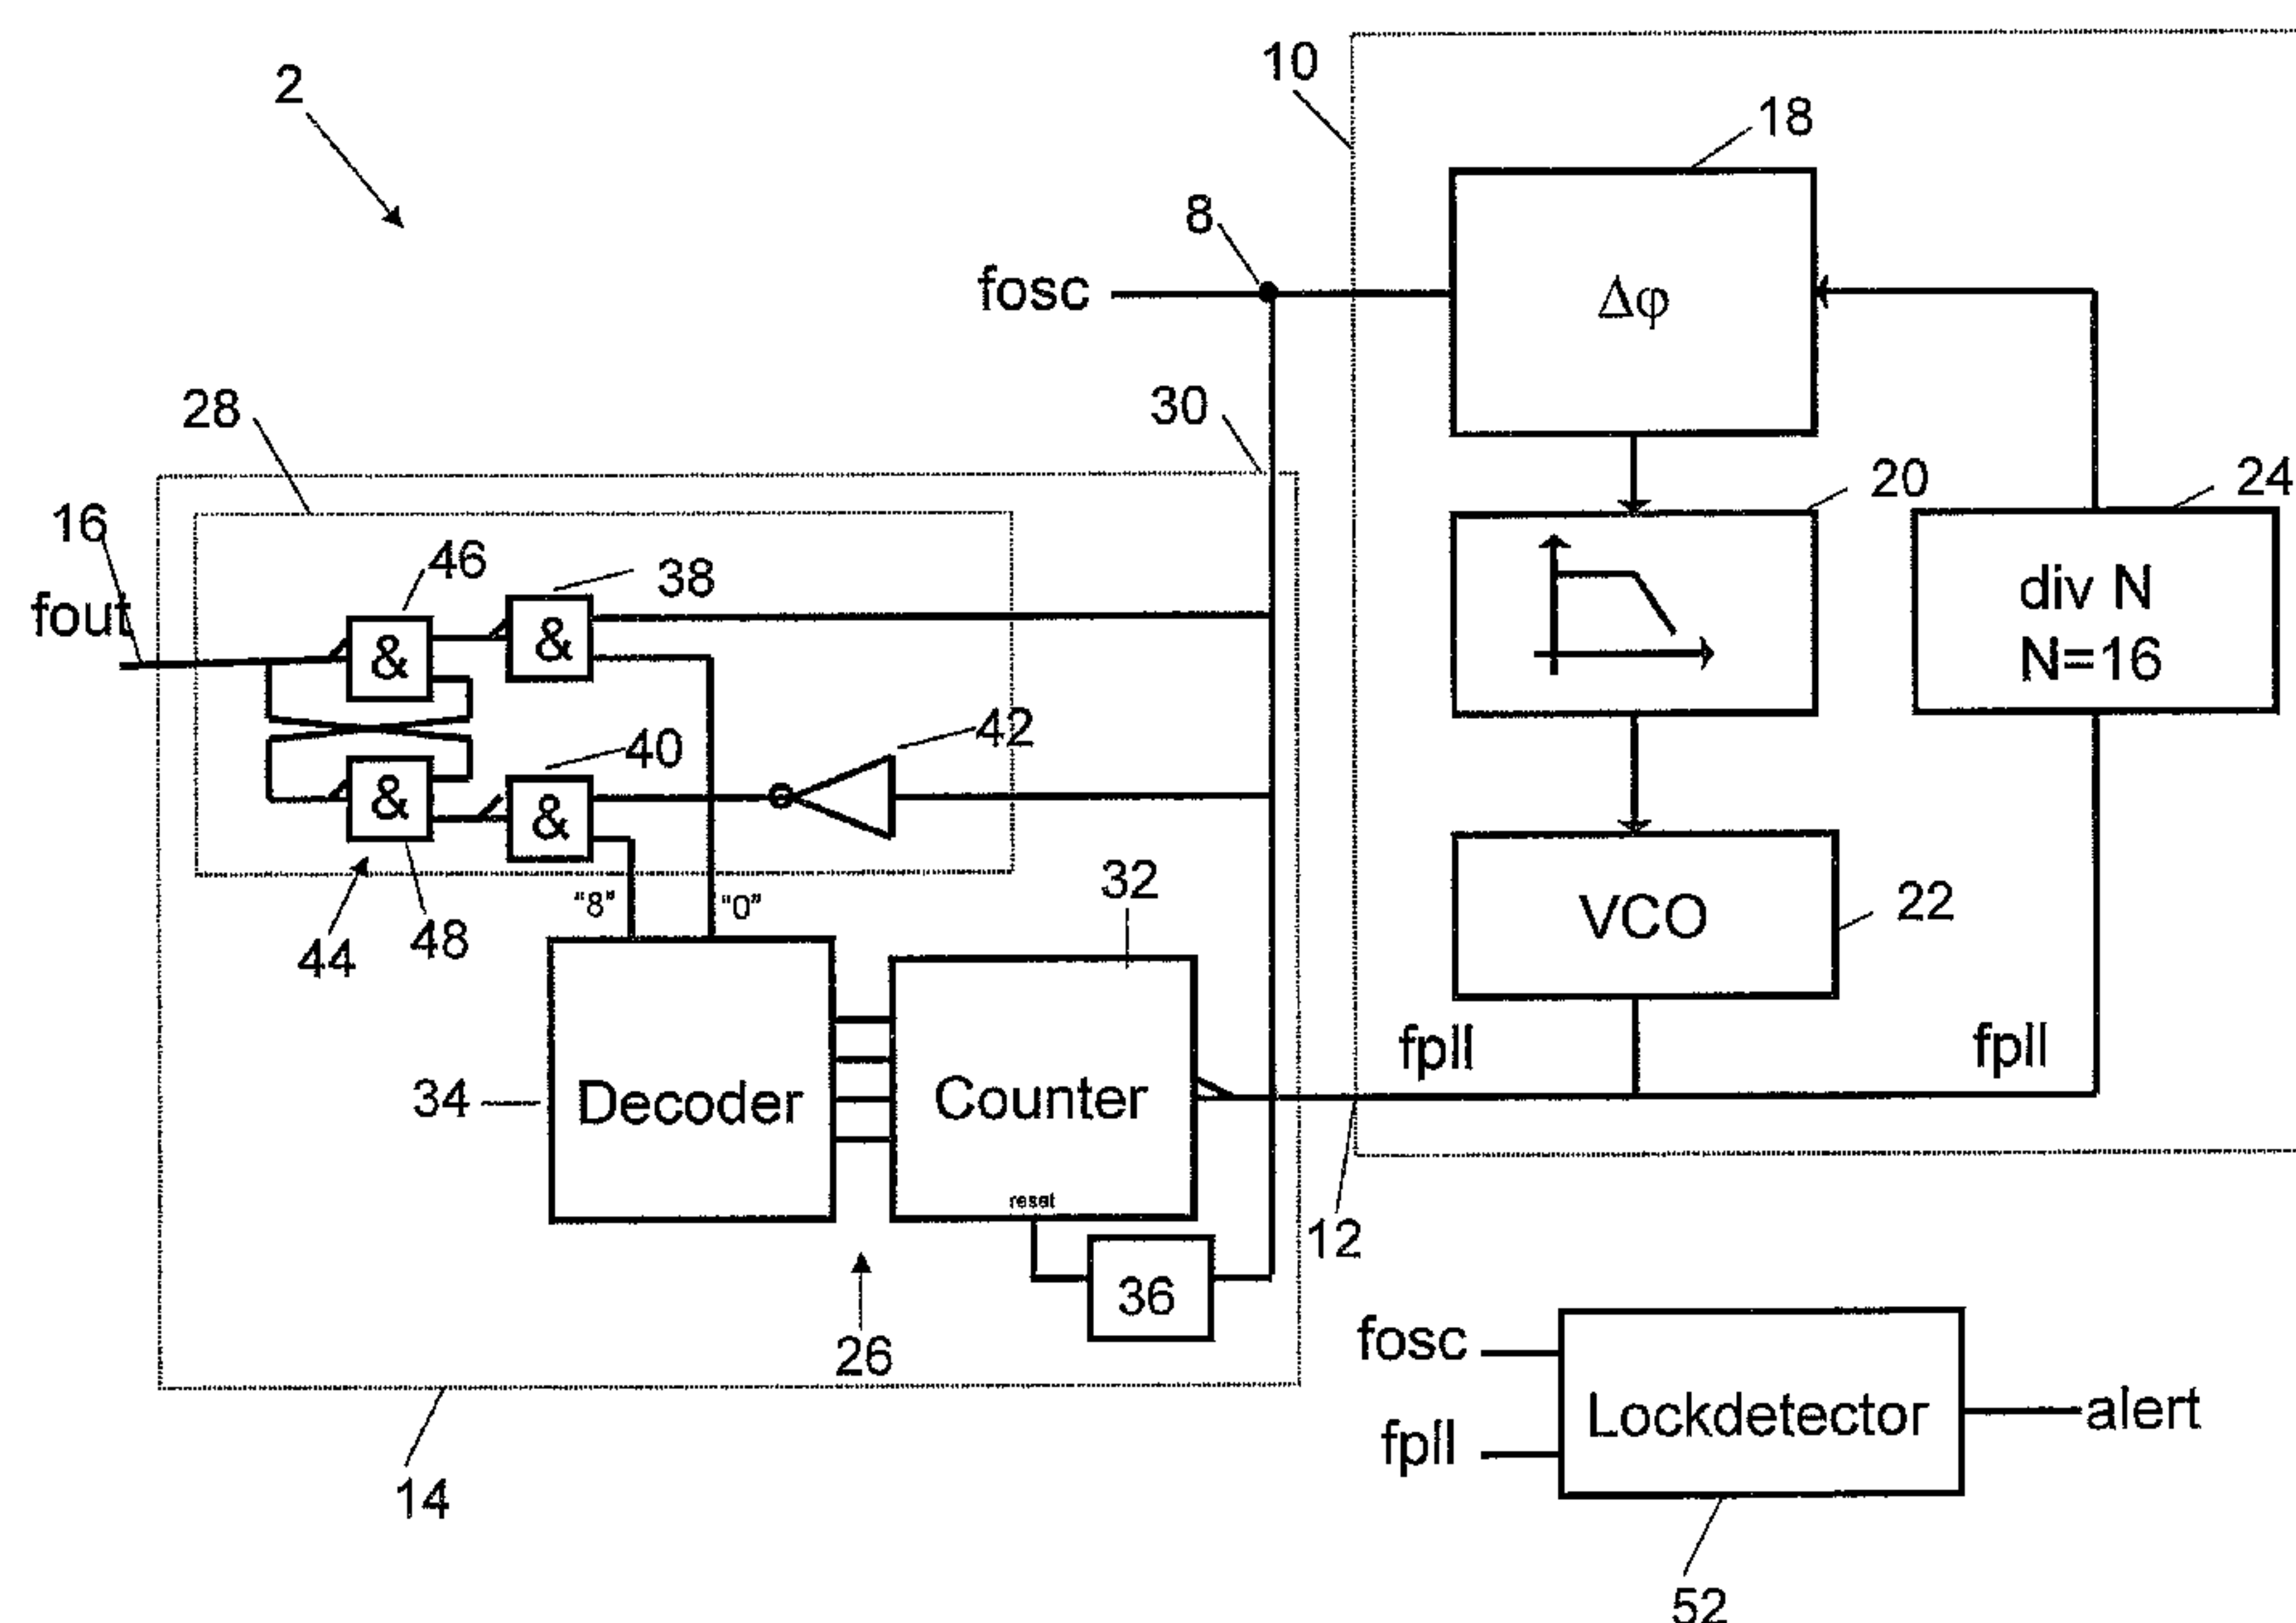 2
10
18
8
fosc
Δφ
28
30
20
24
16
46
38
fout
&
&
div N
N=16
40
42
&
&
"8"
"0"
32
VCO
22
44
48
fpll
fpll
34
Decoder
Counter
reset
12
36
26
fosc
Lockdetector
alert
fpll
14
52